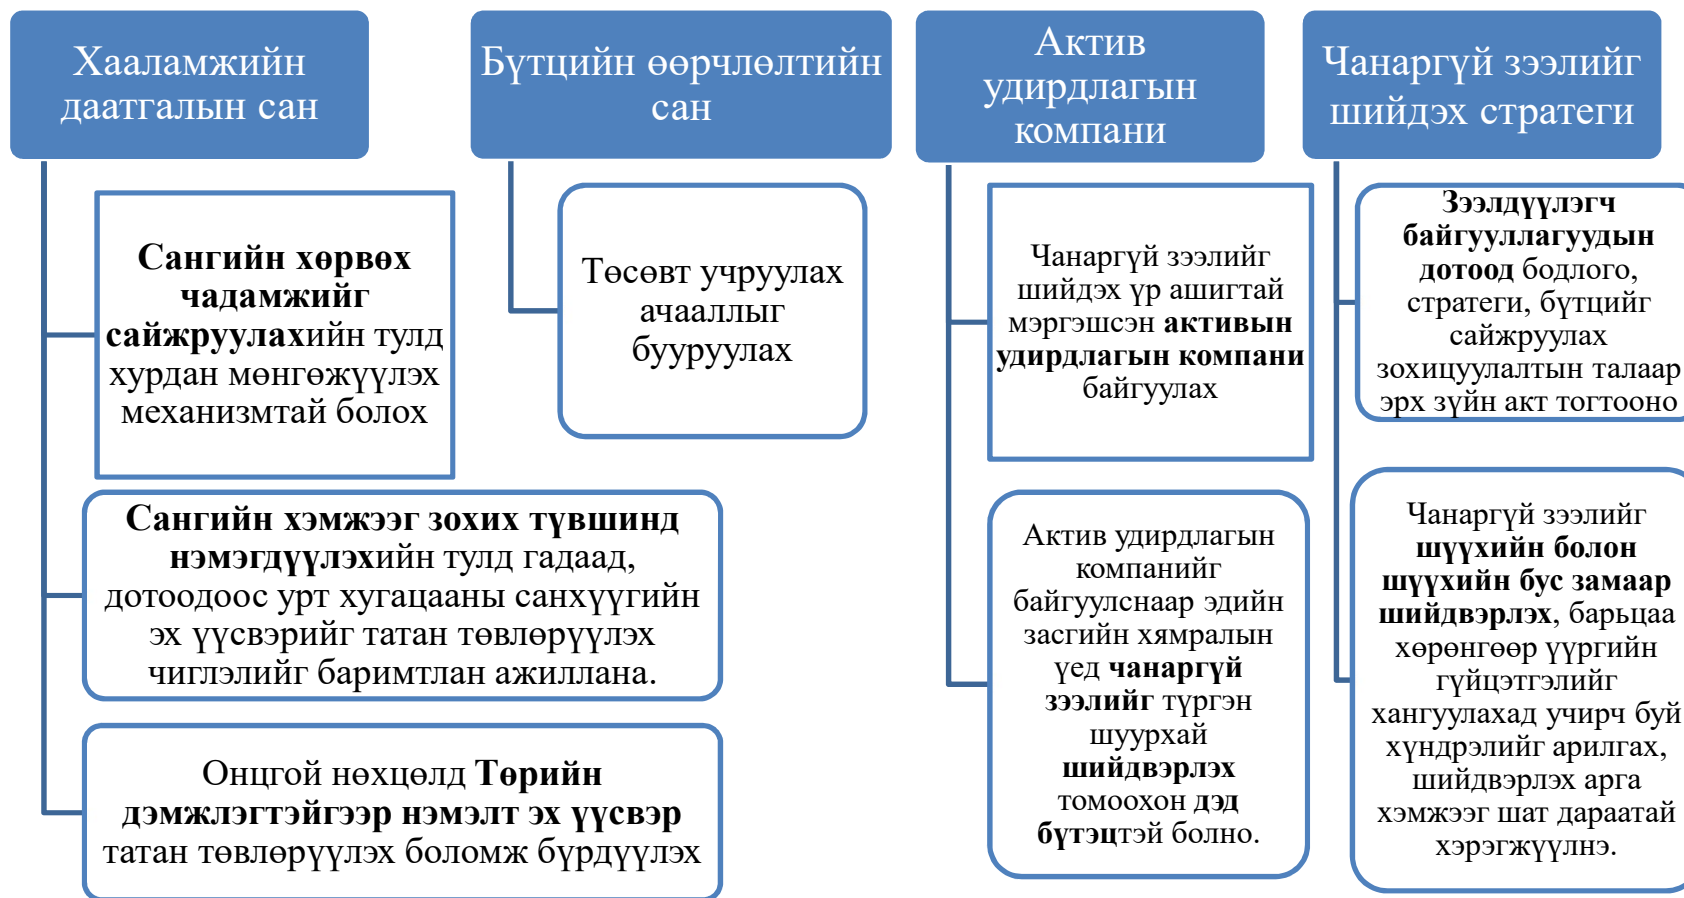 Хааламжийн
даатгалын сан
Сангийн хөрвөх
чадамжийг
сайжруулахийн тулд
хурдан мөнгөжүүлэх
механизмтай болох
Сангийн хэмжээг зохих түвшинд
нэмэгдүүлэхийн тулд гадаад,
дотоодоос урт хугацааны санхүүгийн
эх үүсвэрийг татан төвлөрүүлэх
чиглэлийг баримтлан ажиллана.
Онцгой нөхцөлд Төрийн
дэмжлэгтэйгээр нэмэлт эх үүсвэр
татан төвлөрүүлэх боломж бүрдүүлэх
Бүтцийн өөрчлөлтийн
сан
Төсөвт учруулах
ачааллыг
бууруулах
Актив
удирдлагын
компани
Чанаргүй зээлийг
шийдэх үр ашигтай
мэргэшсэн активын
удирдлагын компани
байгуулах
Актив удирдлагын
компанийг
байгуулснаар эдийн
засгийн хямралын
үед чанаргүй
зээлийг түргэн
шуурхай
шийдвэрлэх
томоохон дэд
бүтэцтэй болно.
Чанаргүй зээлийг
шийдэх стратеги
Зээлдүүлэгч
байгууллагуудын
дотоод бодлого,
стратеги, бүтцийг
сайжруулах
зохицуулалтын талаар
эрх зүйн акт тогтооно
Чанаргүй зээлийг
шүүхийн болон
шүүхийн бус замаар
шийдвэрлэх, барьцаа
хөрөнгөөр үүргийн
гүйцэтгэлийг
хангуулахад учирч буй
хүндрэлийг арилгах,
шийдвэрлэх арга
хэмжээг шат дараатай
хэрэгжүүлнэ.